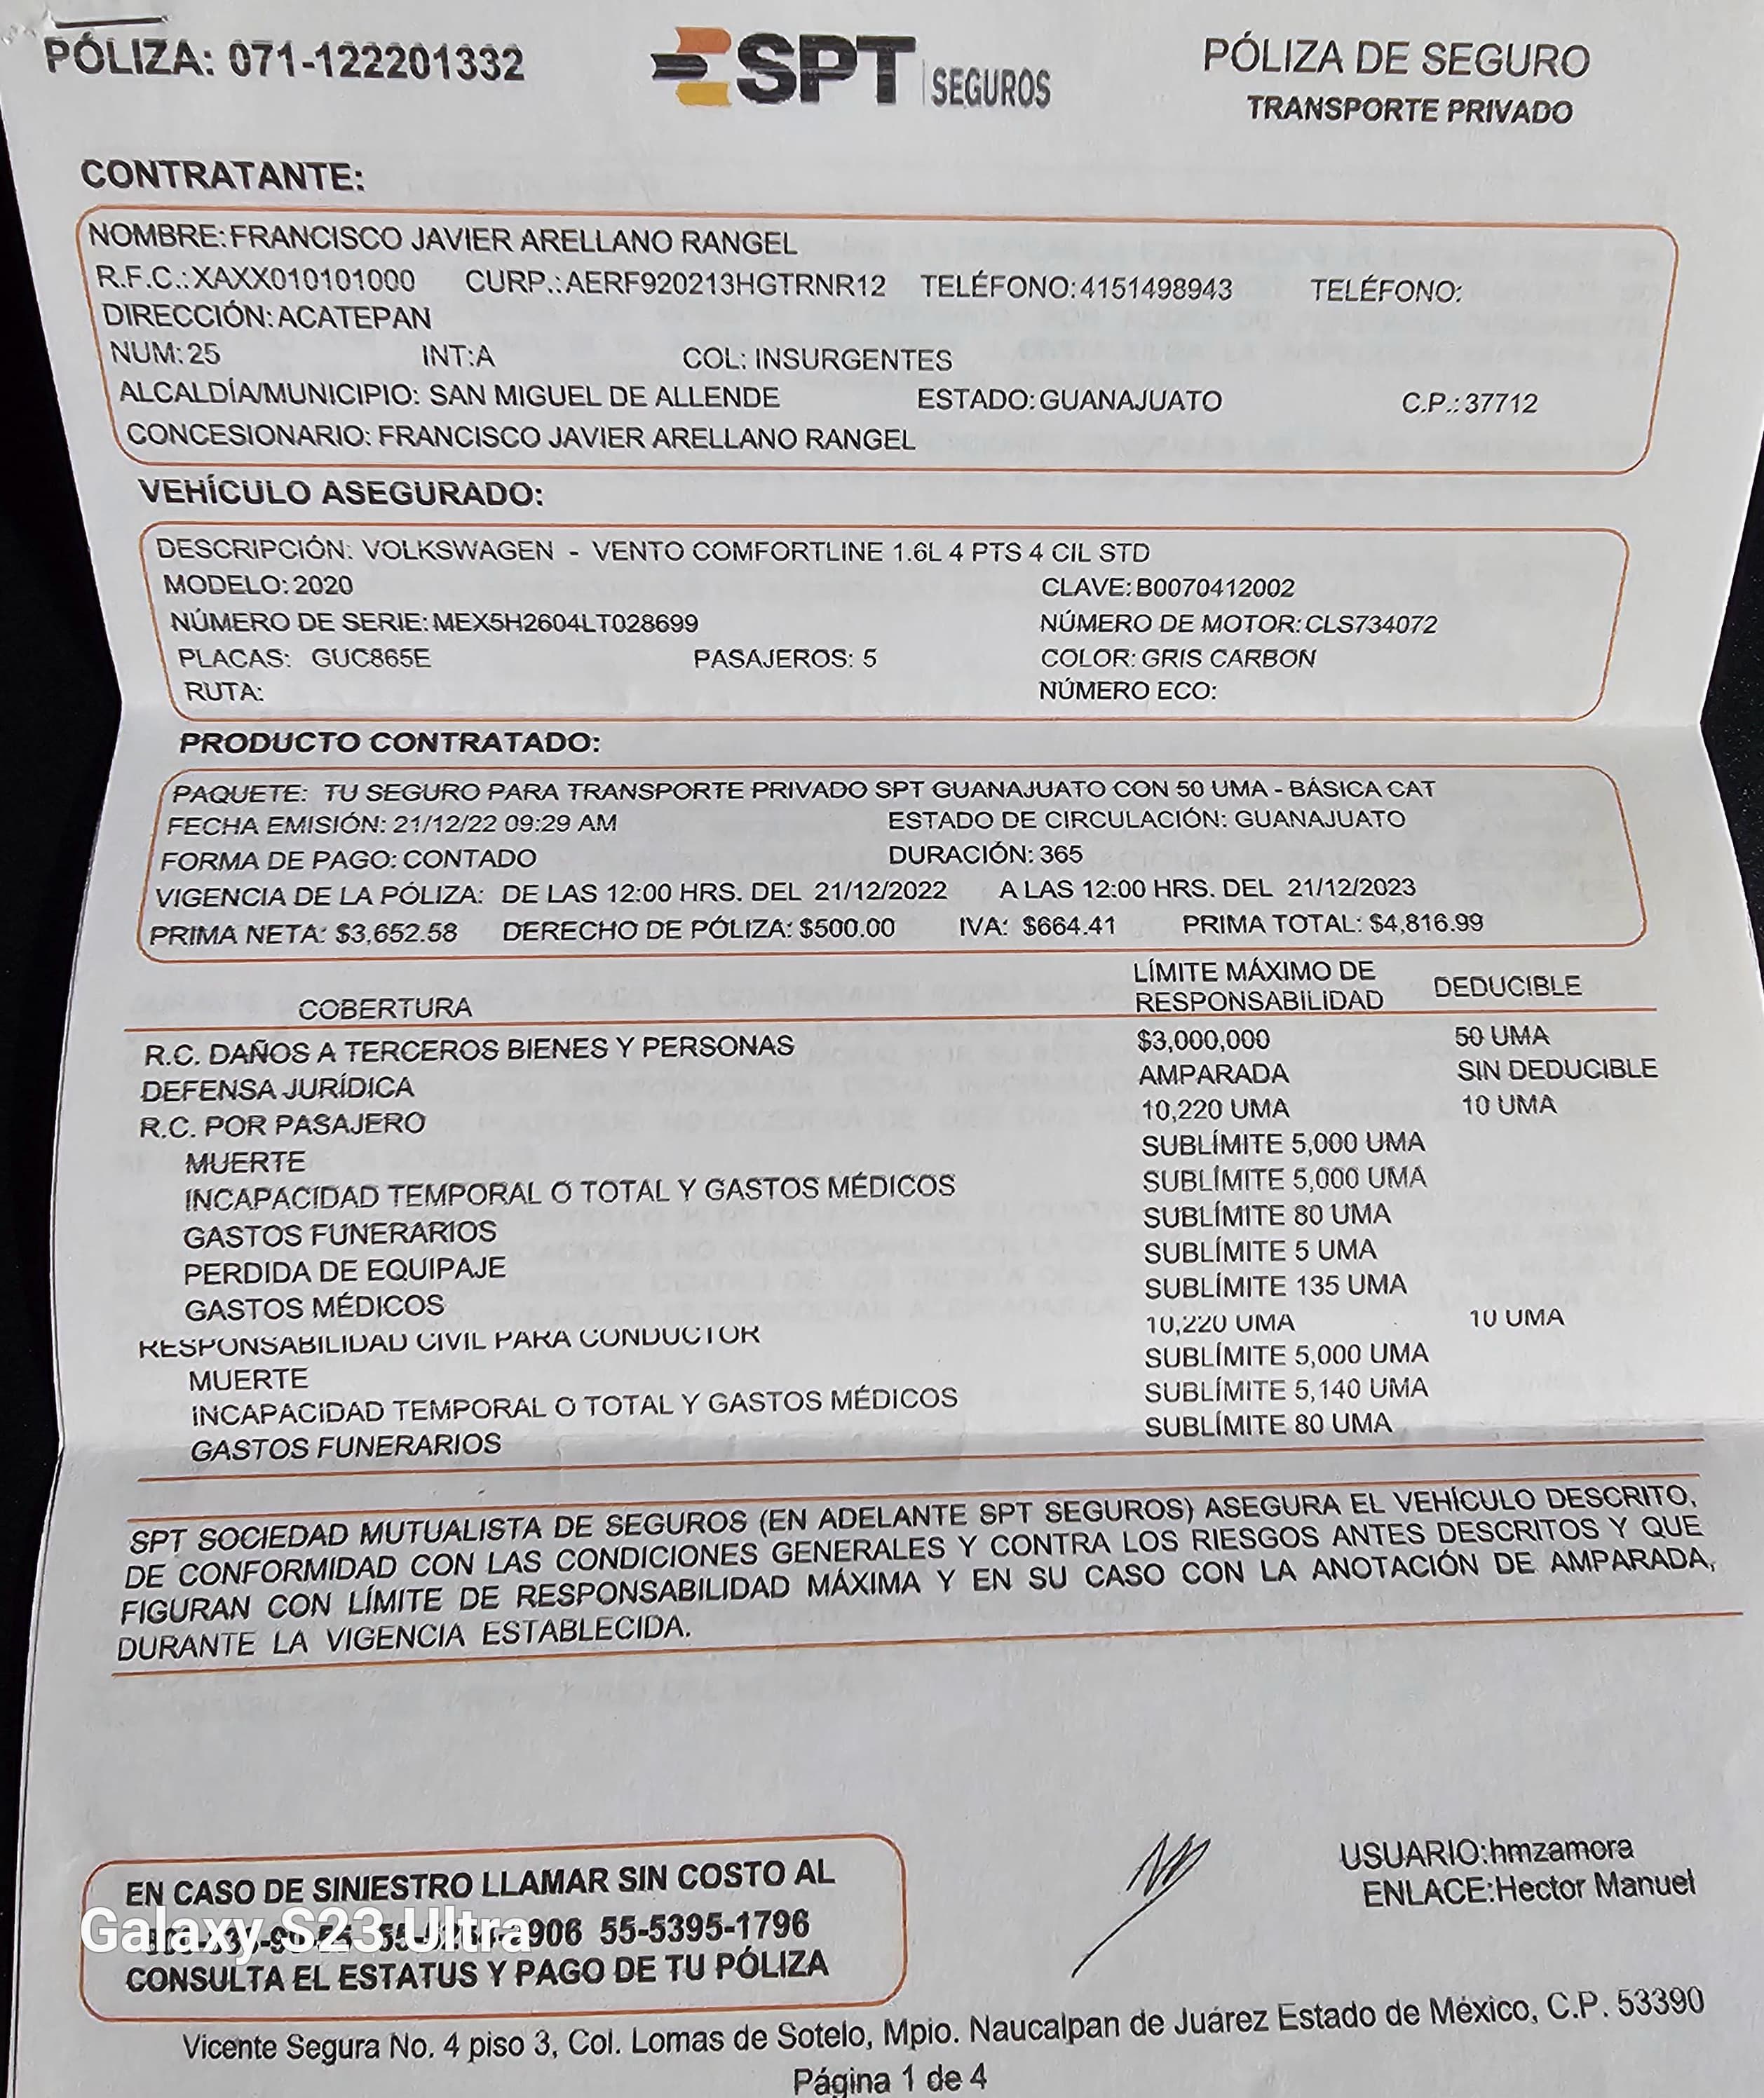 PÓLIZA: 071-122201332
SPT SEGUROS
PÓLIZA DE SEGURO
TRANSPORTE PRIVADO
CONTRATANTE:
NOMBRE: FRANCISCO JAVIER ARELLANO RANGEL
R.F.C.: XAXX010101000 CURP.: AERF920213HGTRNR12 TELÉFONO: 4151498943 TELÉFONO:
DIRECCIÓN: ACATEPAN
NUM: 25 INT: A COL: INSURGENTES
ALCALDÍA/MUNICIPIO: SAN MIGUEL DE ALLENDE ESTADO: GUANAJUATO C.P.: 37712
CONCESIONARIO: FRANCISCO JAVIER ARELLANO RANGEL
VEHÍCULO ASEGURADO:
DESCRIPCIÓN: VOLKSWAGEN - VENTO COMFORTLINE 1.6L 4 PTS 4 CIL STD
MODELO: 2020 CLAVE: B0070412002
NÚMERO DE SERIE: MEX5H2604LT028699 NÚMERO DE MOTOR: CLS734072
PLACAS: GUC865E PASAJEROS: 5 COLOR: GRIS CARBON
RUTA: NÚMERO ECO:
PRODUCTO CONTRATADO:
PAQUETE: TU SEGURO PARA TRANSPORTE PRIVADO SPT GUANAJUATO CON 50 UMA - BÁSICA CAT
FECHA EMISIÓN: 21/12/22 09:29 AM ESTADO DE CIRCULACIÓN: GUANAJUATO
FORMA DE PAGO: CONTADO DURACIÓN: 365
VIGENCIA DE LA PÓLIZA: DE LAS 12:00 HRS. DEL 21/12/2022 A LAS 12:00 HRS. DEL 21/12/2023
PRIMA NETA: $3,652.58 DERECHO DE PÓLIZA: $500.00 IVA: $664.41 PRIMA TOTAL: $4,816.99
COBERTURA LÍMITE MÁXIMO DE RESPONSABILIDAD DEDUCIBLE
R.C. DAÑOS A TERCEROS BIENES Y PERSONAS $3,000,000 50 UMA
DEFENSA JURÍDICA AMPARADA SIN DEDUCIBLE
R.C. POR PASAJERO 10,220 UMA 10 UMA
MUERTE SUBLÍMITE 5,000 UMA
INCAPACIDAD TEMPORAL O TOTAL Y GASTOS MÉDICOS SUBLÍMITE 5,000 UMA
GASTOS FUNERARIOS SUBLÍMITE 80 UMA
PERDIDA DE EQUIPAJE SUBLÍMITE 5 UMA
GASTOS MÉDICOS SUBLÍMITE 135 UMA
RESPONSABILIDAD CIVIL PARA CONDUCTOR 10,220 UMA 10 UMA
MUERTE SUBLÍMITE 5,000 UMA
INCAPACIDAD TEMPORAL O TOTAL Y GASTOS MÉDICOS SUBLÍMITE 5,140 UMA
GASTOS FUNERARIOS SUBLÍMITE 80 UMA
SPT SOCIEDAD MUTUALISTA DE SEGUROS (EN ADELANTE SPT SEGUROS) ASEGURA EL VEHÍCULO DESCRITO,
DE CONFORMIDAD CON LAS CONDICIONES GENERALES Y CONTRA LOS RIESGOS ANTES DESCRITOS Y QUE
FIGURAN CON LÍMITE DE RESPONSABILIDAD MÁXIMA Y EN SU CASO CON LA ANOTACIÓN DE AMPARADA,
DURANTE LA VIGENCIA ESTABLECIDA.
USUARIO:hmzamora
ENLACE:Hector Manuel
EN CASO DE SINIESTRO LLAMAR SIN COSTO AL
55-5395-1796
Galaxy S23 Ultra
CONSULTA EL ESTATUS Y PAGO DE TU PÓLIZA
Vicente Segura No. 4 piso 3, Col. Lomas de Sotelo, Mpio. Naucalpan de Juárez Estado de México, C.P. 53390
Página 1 de 4